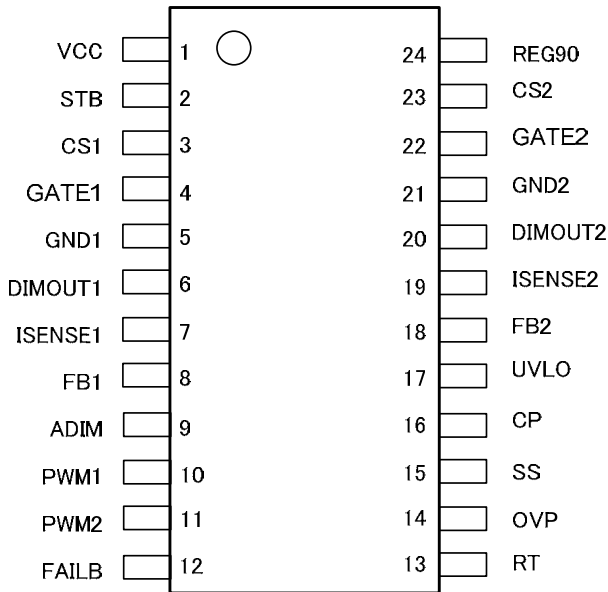 VCC 1 24 REG90
STB 2 23 CS2
CS1 3 22 GATE2
GATE1 4 21 GND2
GND1 5 20 DIMOUT2
DIMOUT1 6 19 ISENSE2
ISENSE1 7 18 FB2
FB1 8 17 UVLO
ADIM 9 16 CP
PWM1 10 15 SS
PWM2 11 14 OVP
FAILB 12 13 RT